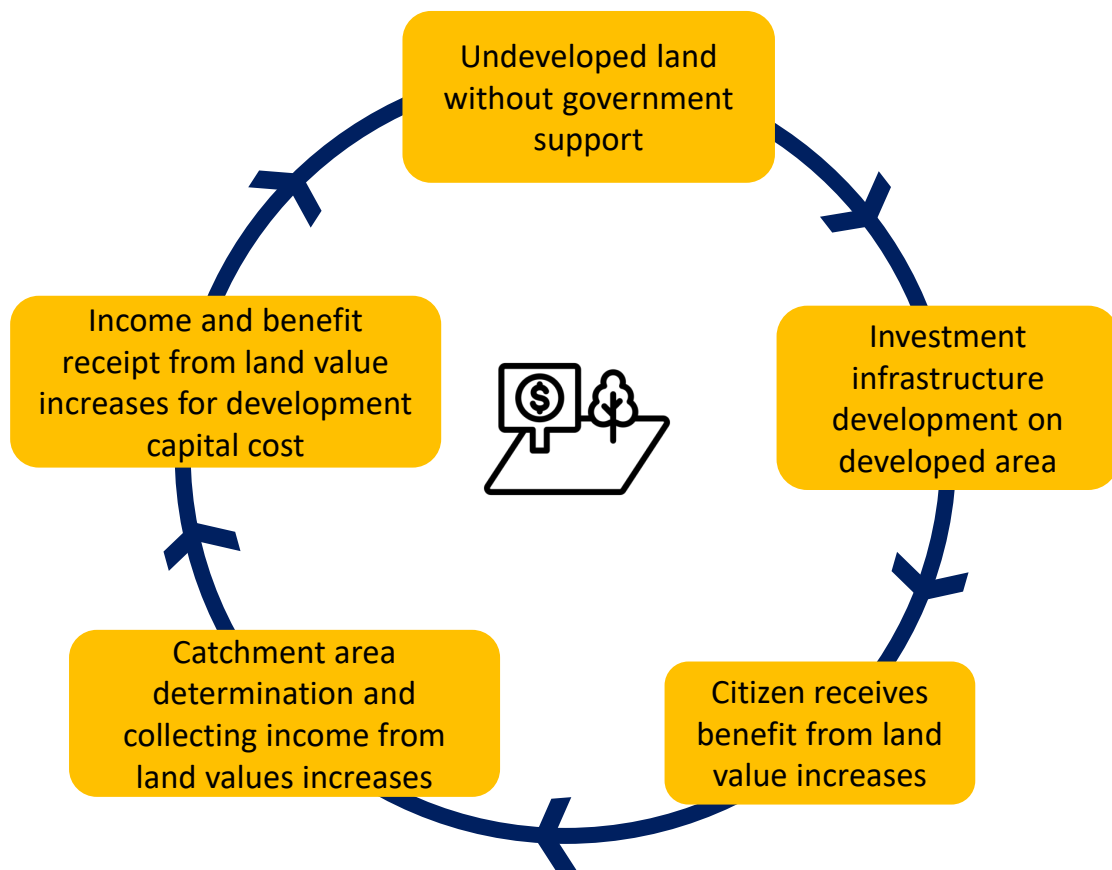 Undeveloped land
without government
support
Investment
infrastructure
development on
developed area
Citizen receives
benefit from land
value increases
Catchment area
determination and
collecting income from
land values increases
Income and benefit
receipt from land value
increases for development
capital cost
$